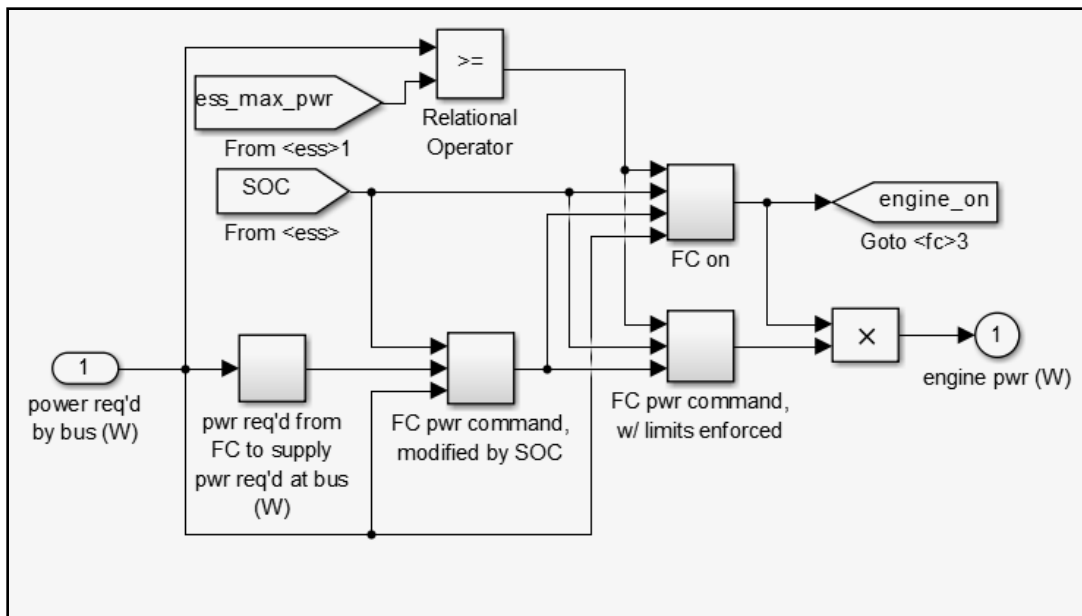 >=
ess_max_pwr
Relational
Operator
From <ess>1
SOC
From <ess>
engine_on
Goto <fc>3
FC on
1
power req'd
by bus (W)
pwr req'd from
FC to supply
pwr req'd at bus
(W)
FC pwr command,
modified by SOC
FC pwr command,
w/ limits enforced
×
1
engine pwr (W)